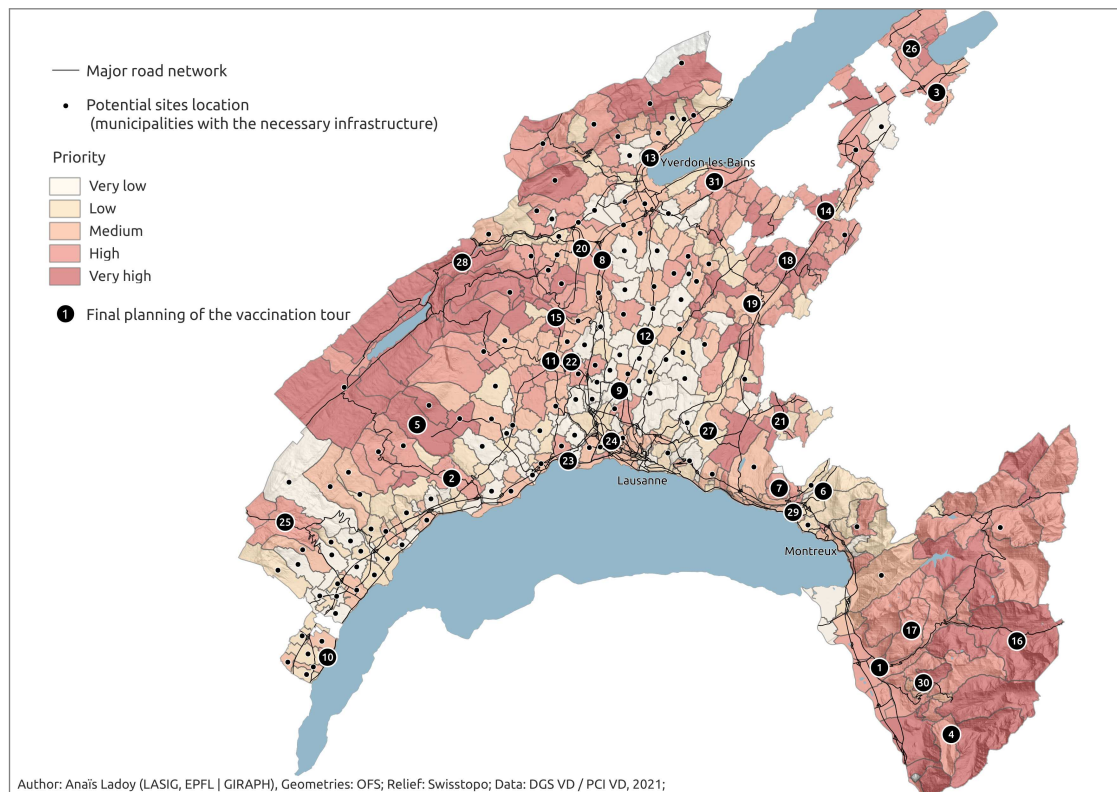 Major road network
Potential sites location
(municipalities with the necessary infrastructure)
Priority
Very low
Low
Medium
High
Very high
1 Final planning of the vaccination tour
26
3
13
Yverdon-les-Bains
31
14
20
8
28
18
19
15
12
11
22
9
5
21
27
24
23
2
Lausanne
7
6
29
25
Montreux
17
16
10
1
30
4
Author: Anaïs Ladoy (LASIG, EPFL | GIRAPH), Geometries: OFS; Relief: Swisstopo; Data: DGS VD / PCI VD, 2021;